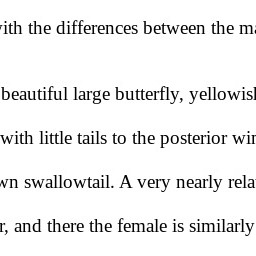 with the differences between the ma
beautiful large butterfly, yellowish
with little tails to the posterior win
wn swallowtail. A very nearly rela
r, and there the female is similarly